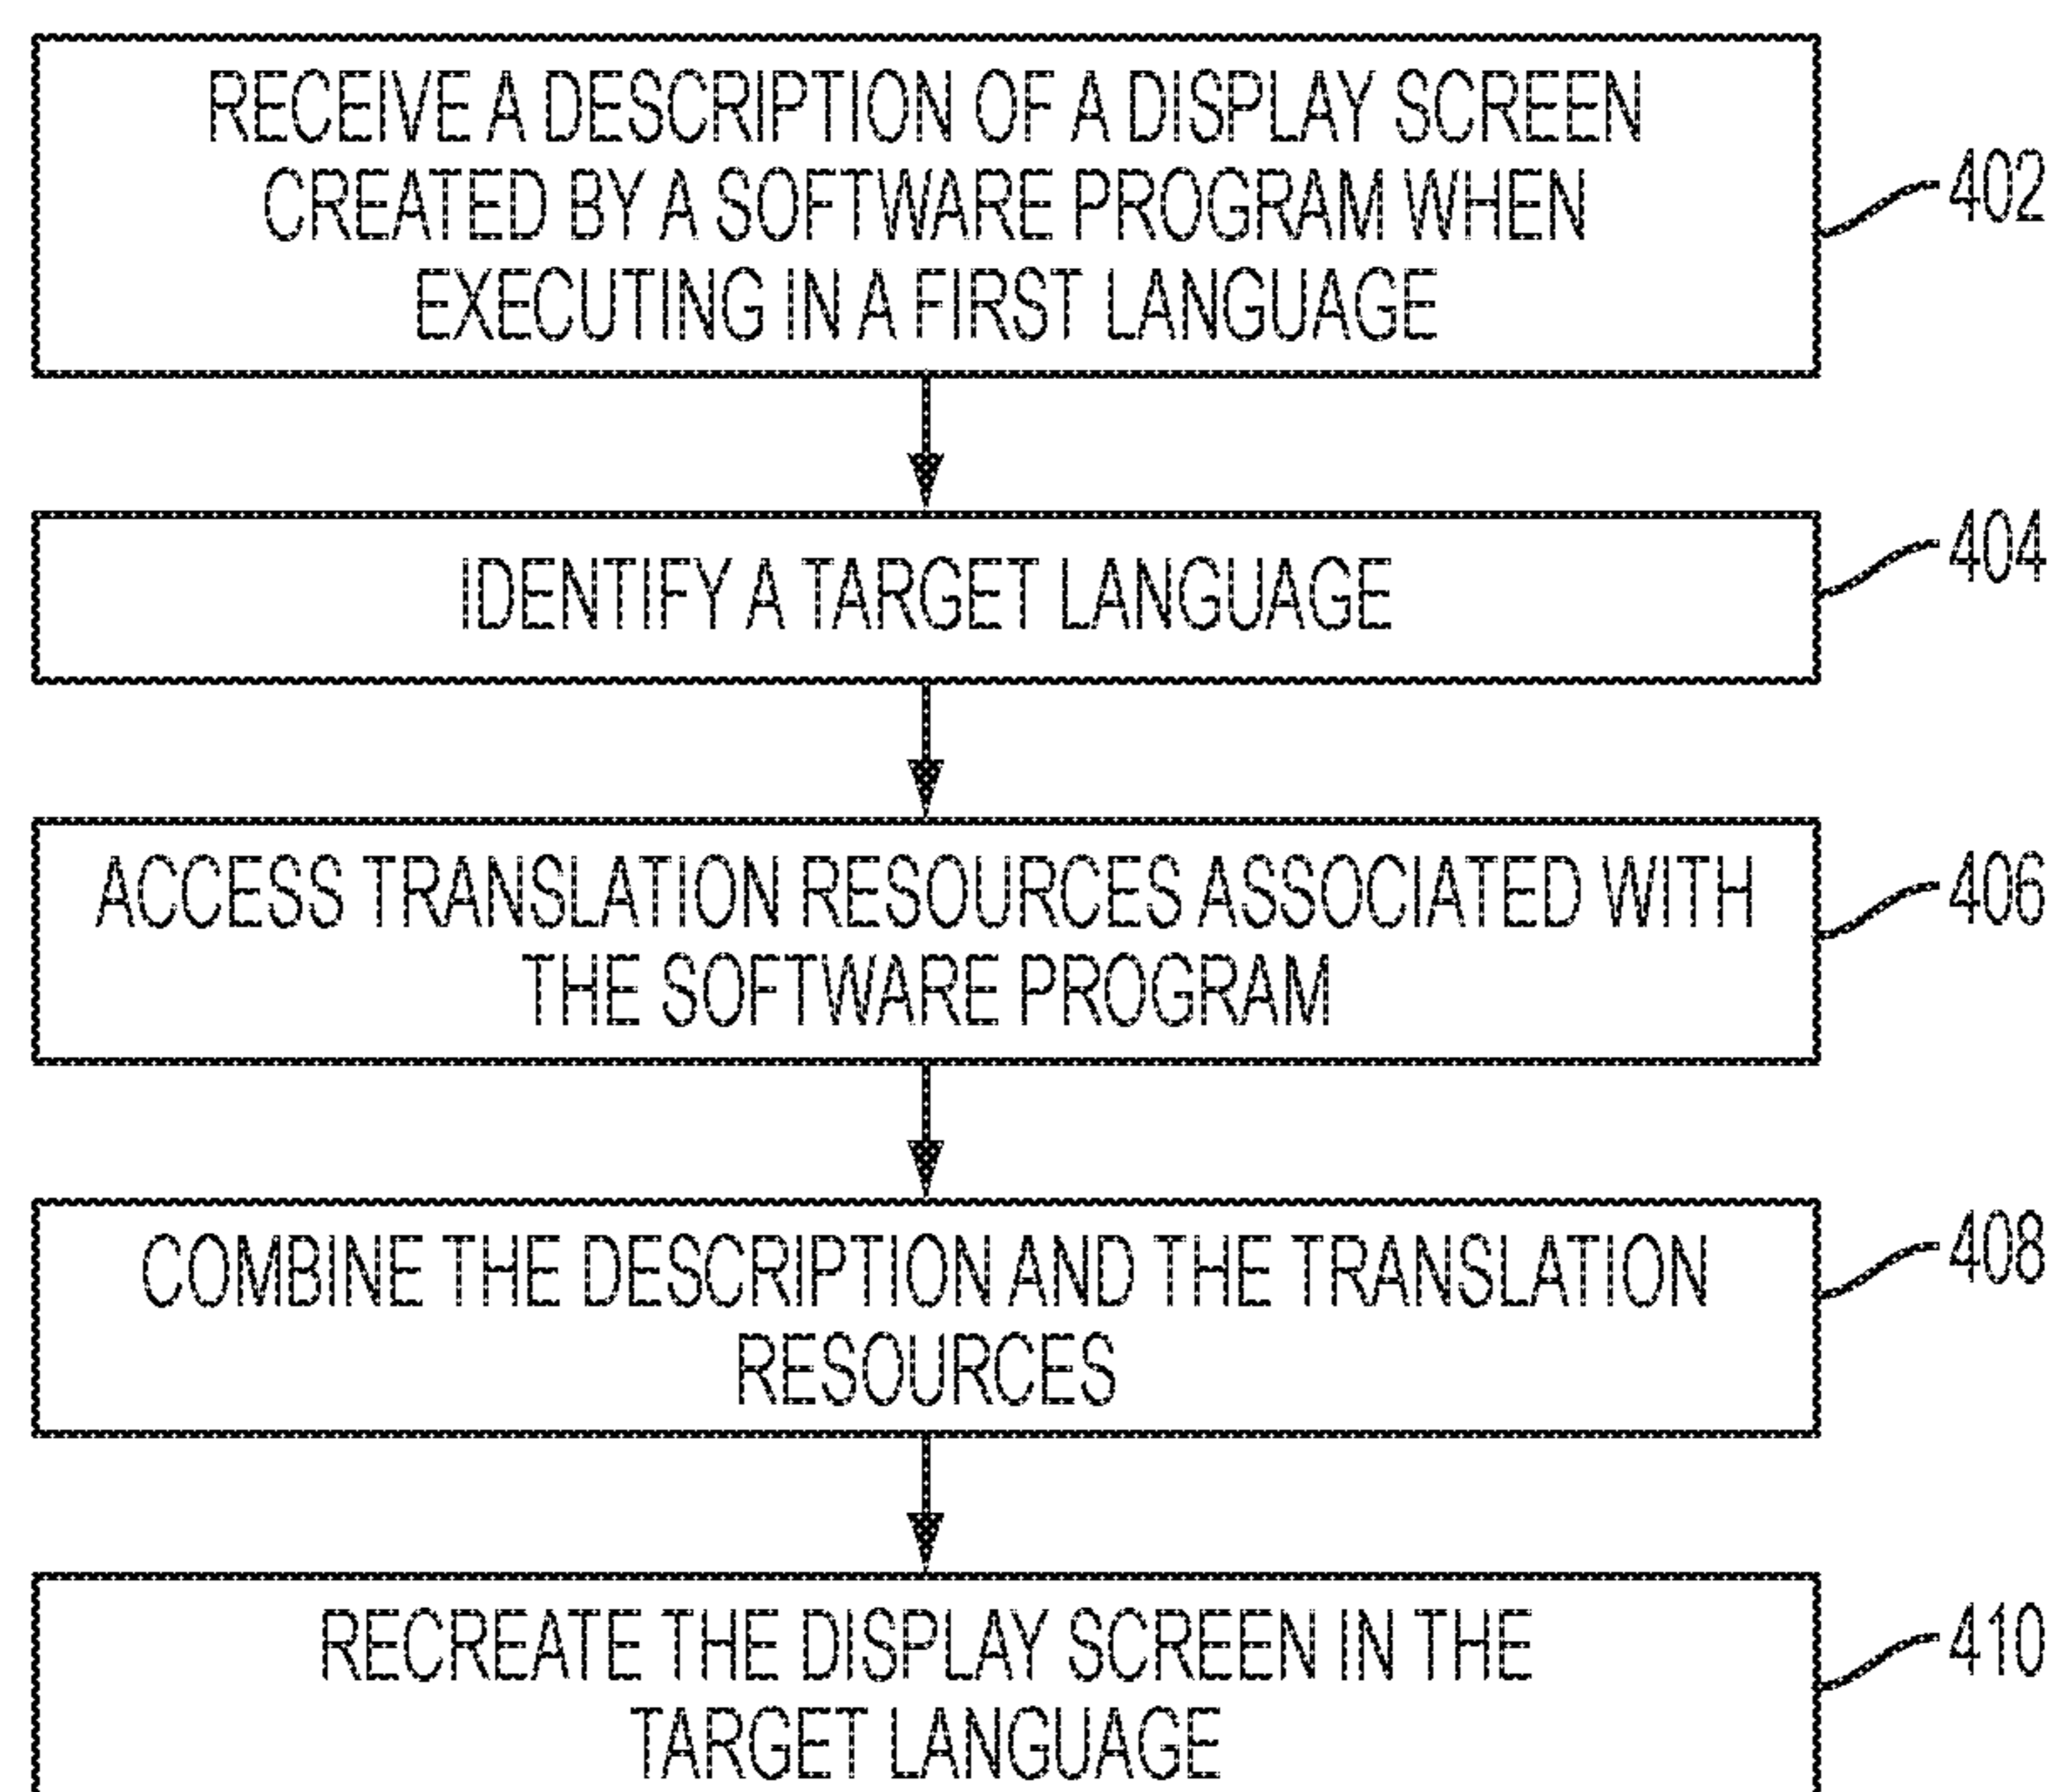 RECEIVE A DESCRIPTION OF A DISPLAY SCREEN
CREATED BY A SOFTWARE PROGRAM WHEN
EXECUTING IN A FIRST LANGUAGE
402
IDENTIFY A TARGET LANGUAGE
404
ACCESS TRANSLATION RESOURCES ASSOCIATED WITH
THE SOFTWARE PROGRAM
406
COMBINE THE DESCRIPTION AND THE TRANSLATION
RESOURCES
408
RECREATE THE DISPLAY SCREEN IN THE
TARGET LANGUAGE
410